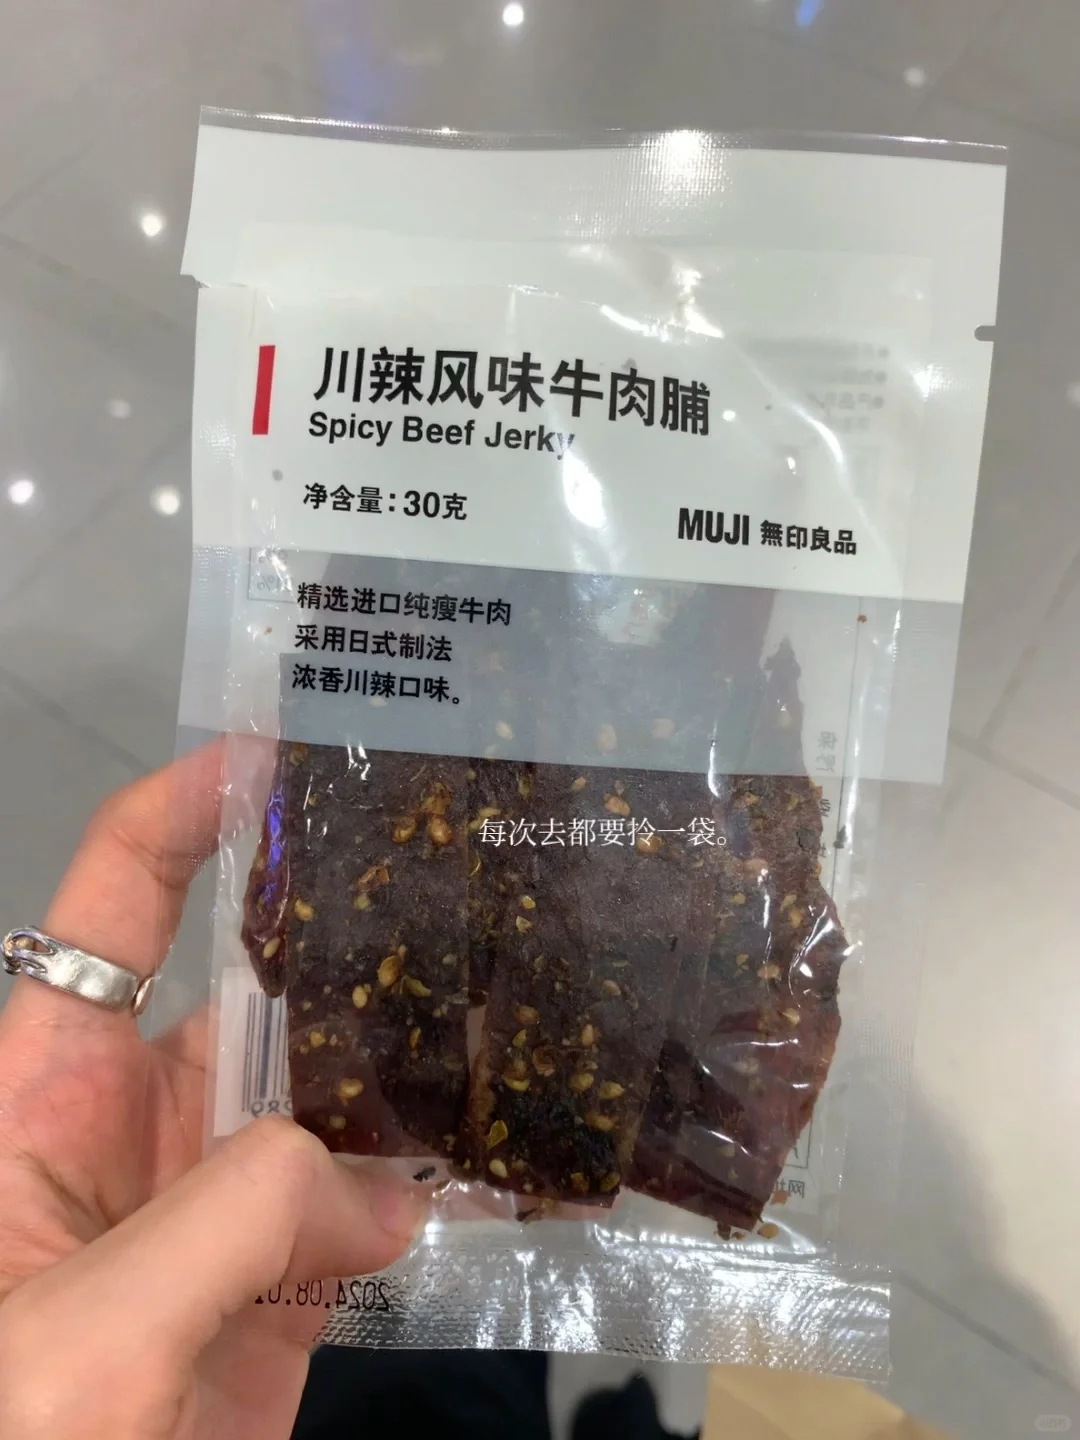 川辣风味牛肉脯
Spicy Beef Jerky
净含量:30克
MUJI 無印良品
精选进口纯瘦牛肉
采用日式制法
浓香川辣口味。
每次去都要拎一袋。